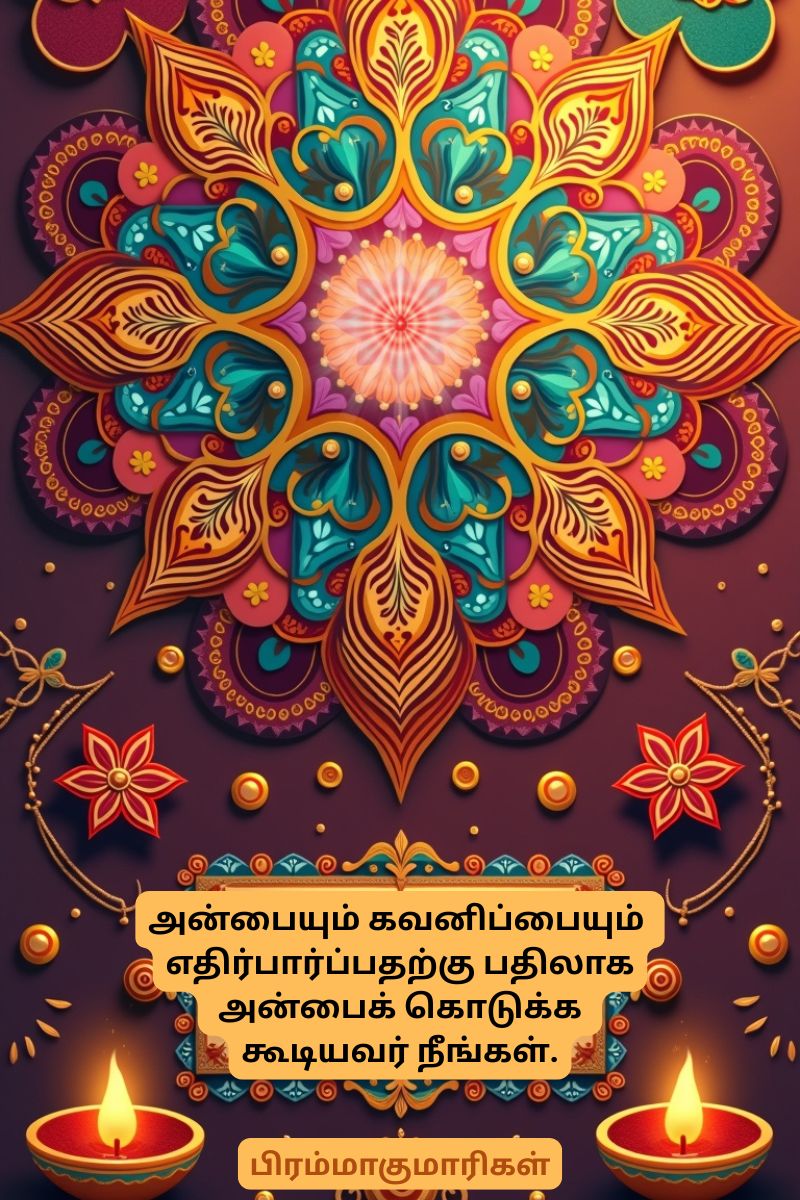 அன்பையும் கவனிப்பையும்
எதிர்பார்ப்பதற்கு பதிலாக
அன்பைக் கொடுக்க
கூடியவர் நீங்கள்.
பிரம்மாகுமாரிகள்